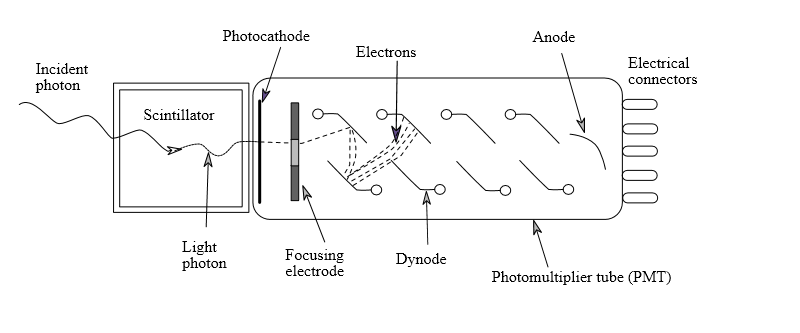 Photocathode
Electrons
Anode
Electrical
connectors
Incident
photon
Scintillator
Light
photon
Focusing
electrode
Dynode
Photomultiplier tube (PMT)